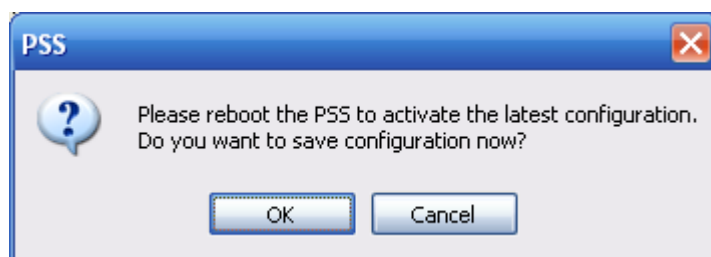 PSS
Please reboot the PSS to activate the latest configuration.
Do you want to save configuration now?
OK
Cancel